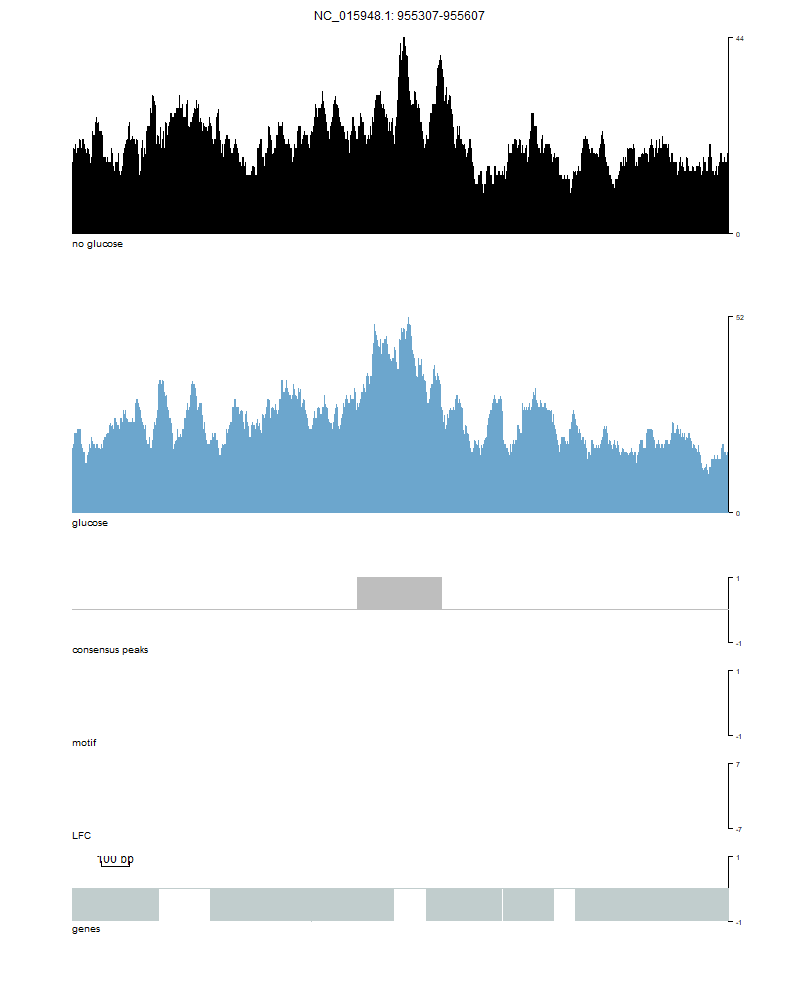 NC_015948.1: 955307-955607
44
0
no glucose
52
0
glucose
1
-1
consensus peaks
1
-1
motif
7
-7
LFC
100 bp
1
-1
genes